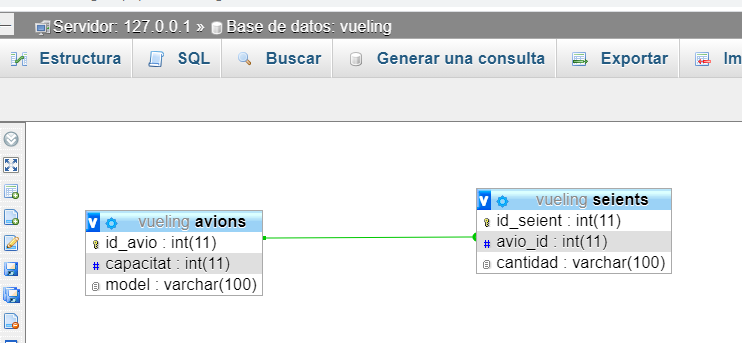 Servidor: 127.0.0.1 » Base de datos: vueling
Estructura SQL Buscar Generar una consulta Exportar Im
v vueling avions
id_avio : int(11)
capacitat : int(11)
model : varchar(100)
v vueling seients
id_seient : int(11)
avio_id : int(11)
cantidad : varchar(100)